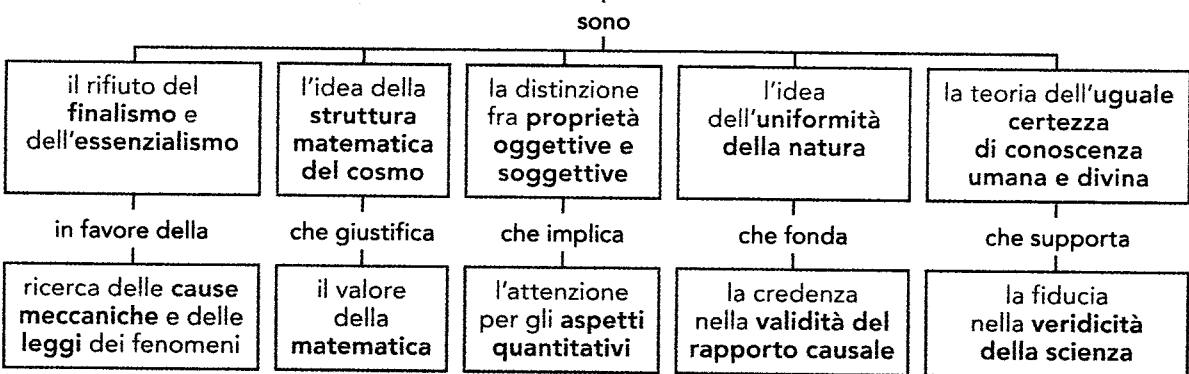 sono
il rifiuto del
finalismo e
dell'essenzialismo
in favore della
ricerca delle cause
meccaniche e delle
leggi dei fenomeni
l'idea della
struttura
matematica
del cosmo
che giustifica
il valore
della
matematica
la distinzione
fra proprietà
oggettive e
soggettive
che implica
l'attenzione
per gli aspetti
quantitativi
l'idea
dell'uniformità
della natura
che fonda
la credenza
nella validità del
rapporto causale
la teoria dell'uguale
certezza
di conoscenza
umana e divina
che supporta
la fiducia
nella veridicità
della scienza